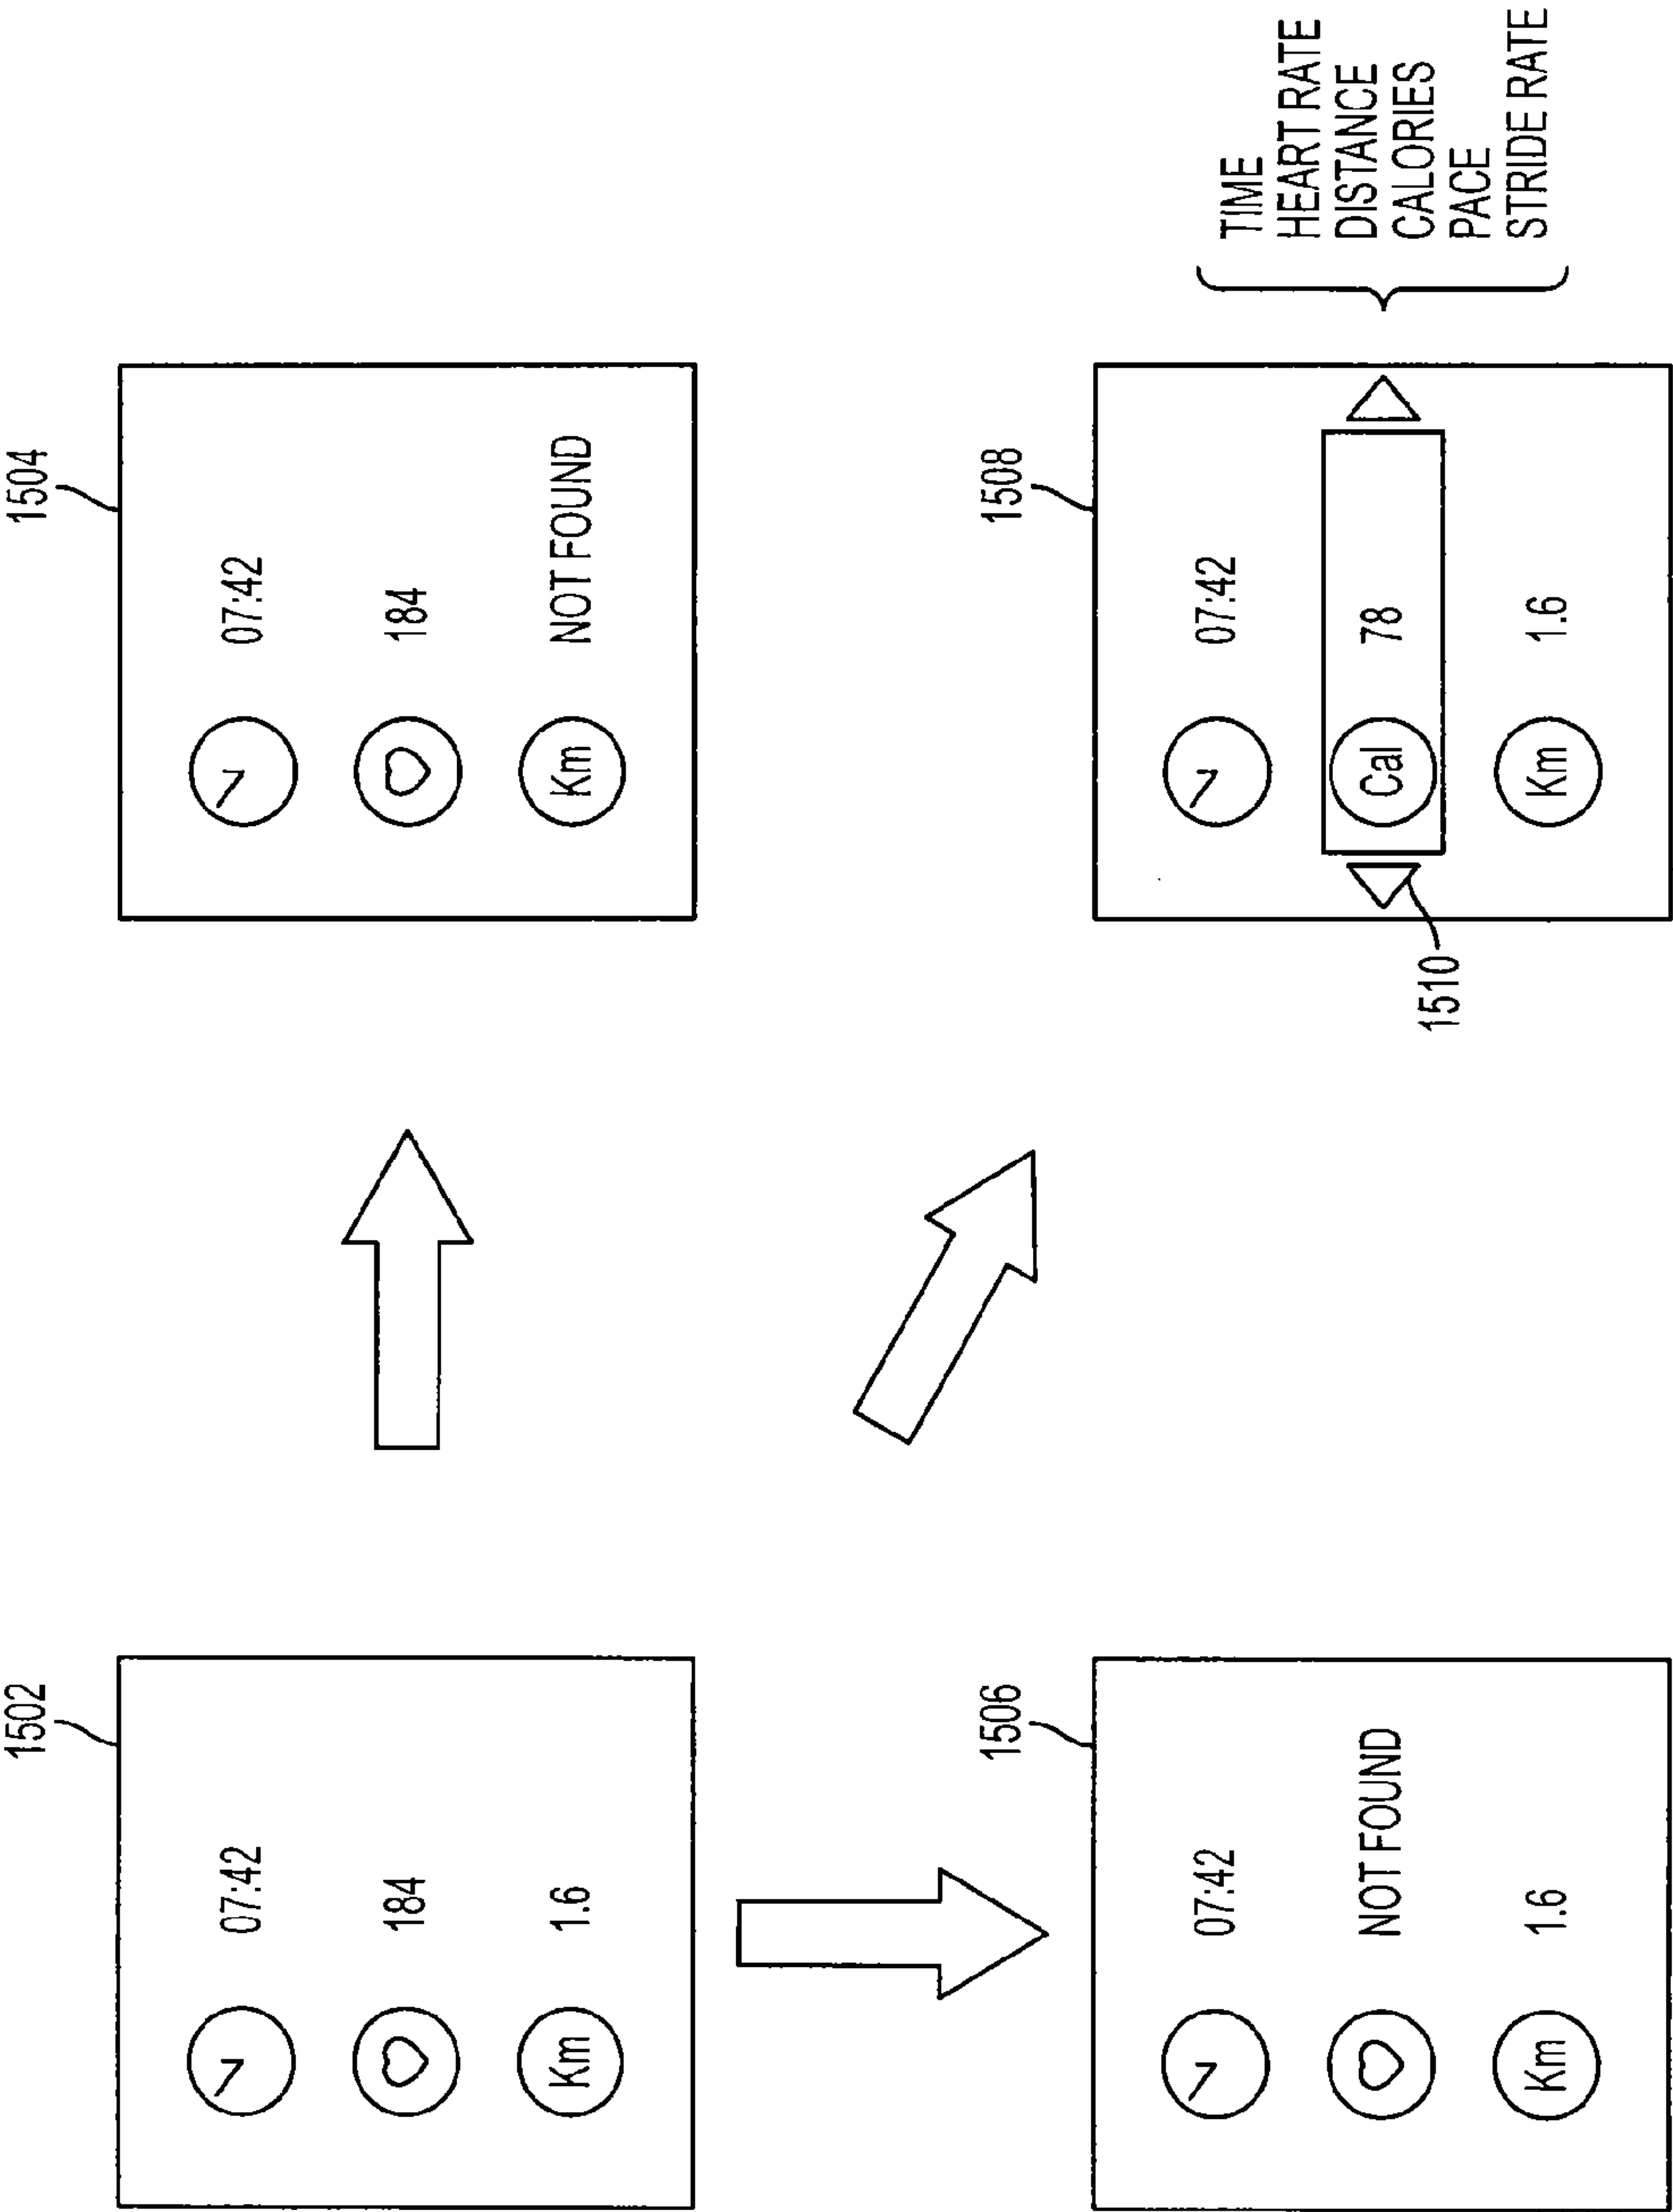 1502
07:42
184
Km 1.6
1504
07:42
184
Km NOT FOUND
1506
07:42
NOT FOUND
Km 1.6
1508
07:42
Cal 78
Km 1.6
1510
TIME
HEART RATE
DISTANCE
CALORIES
PACE
STRIDE RATE